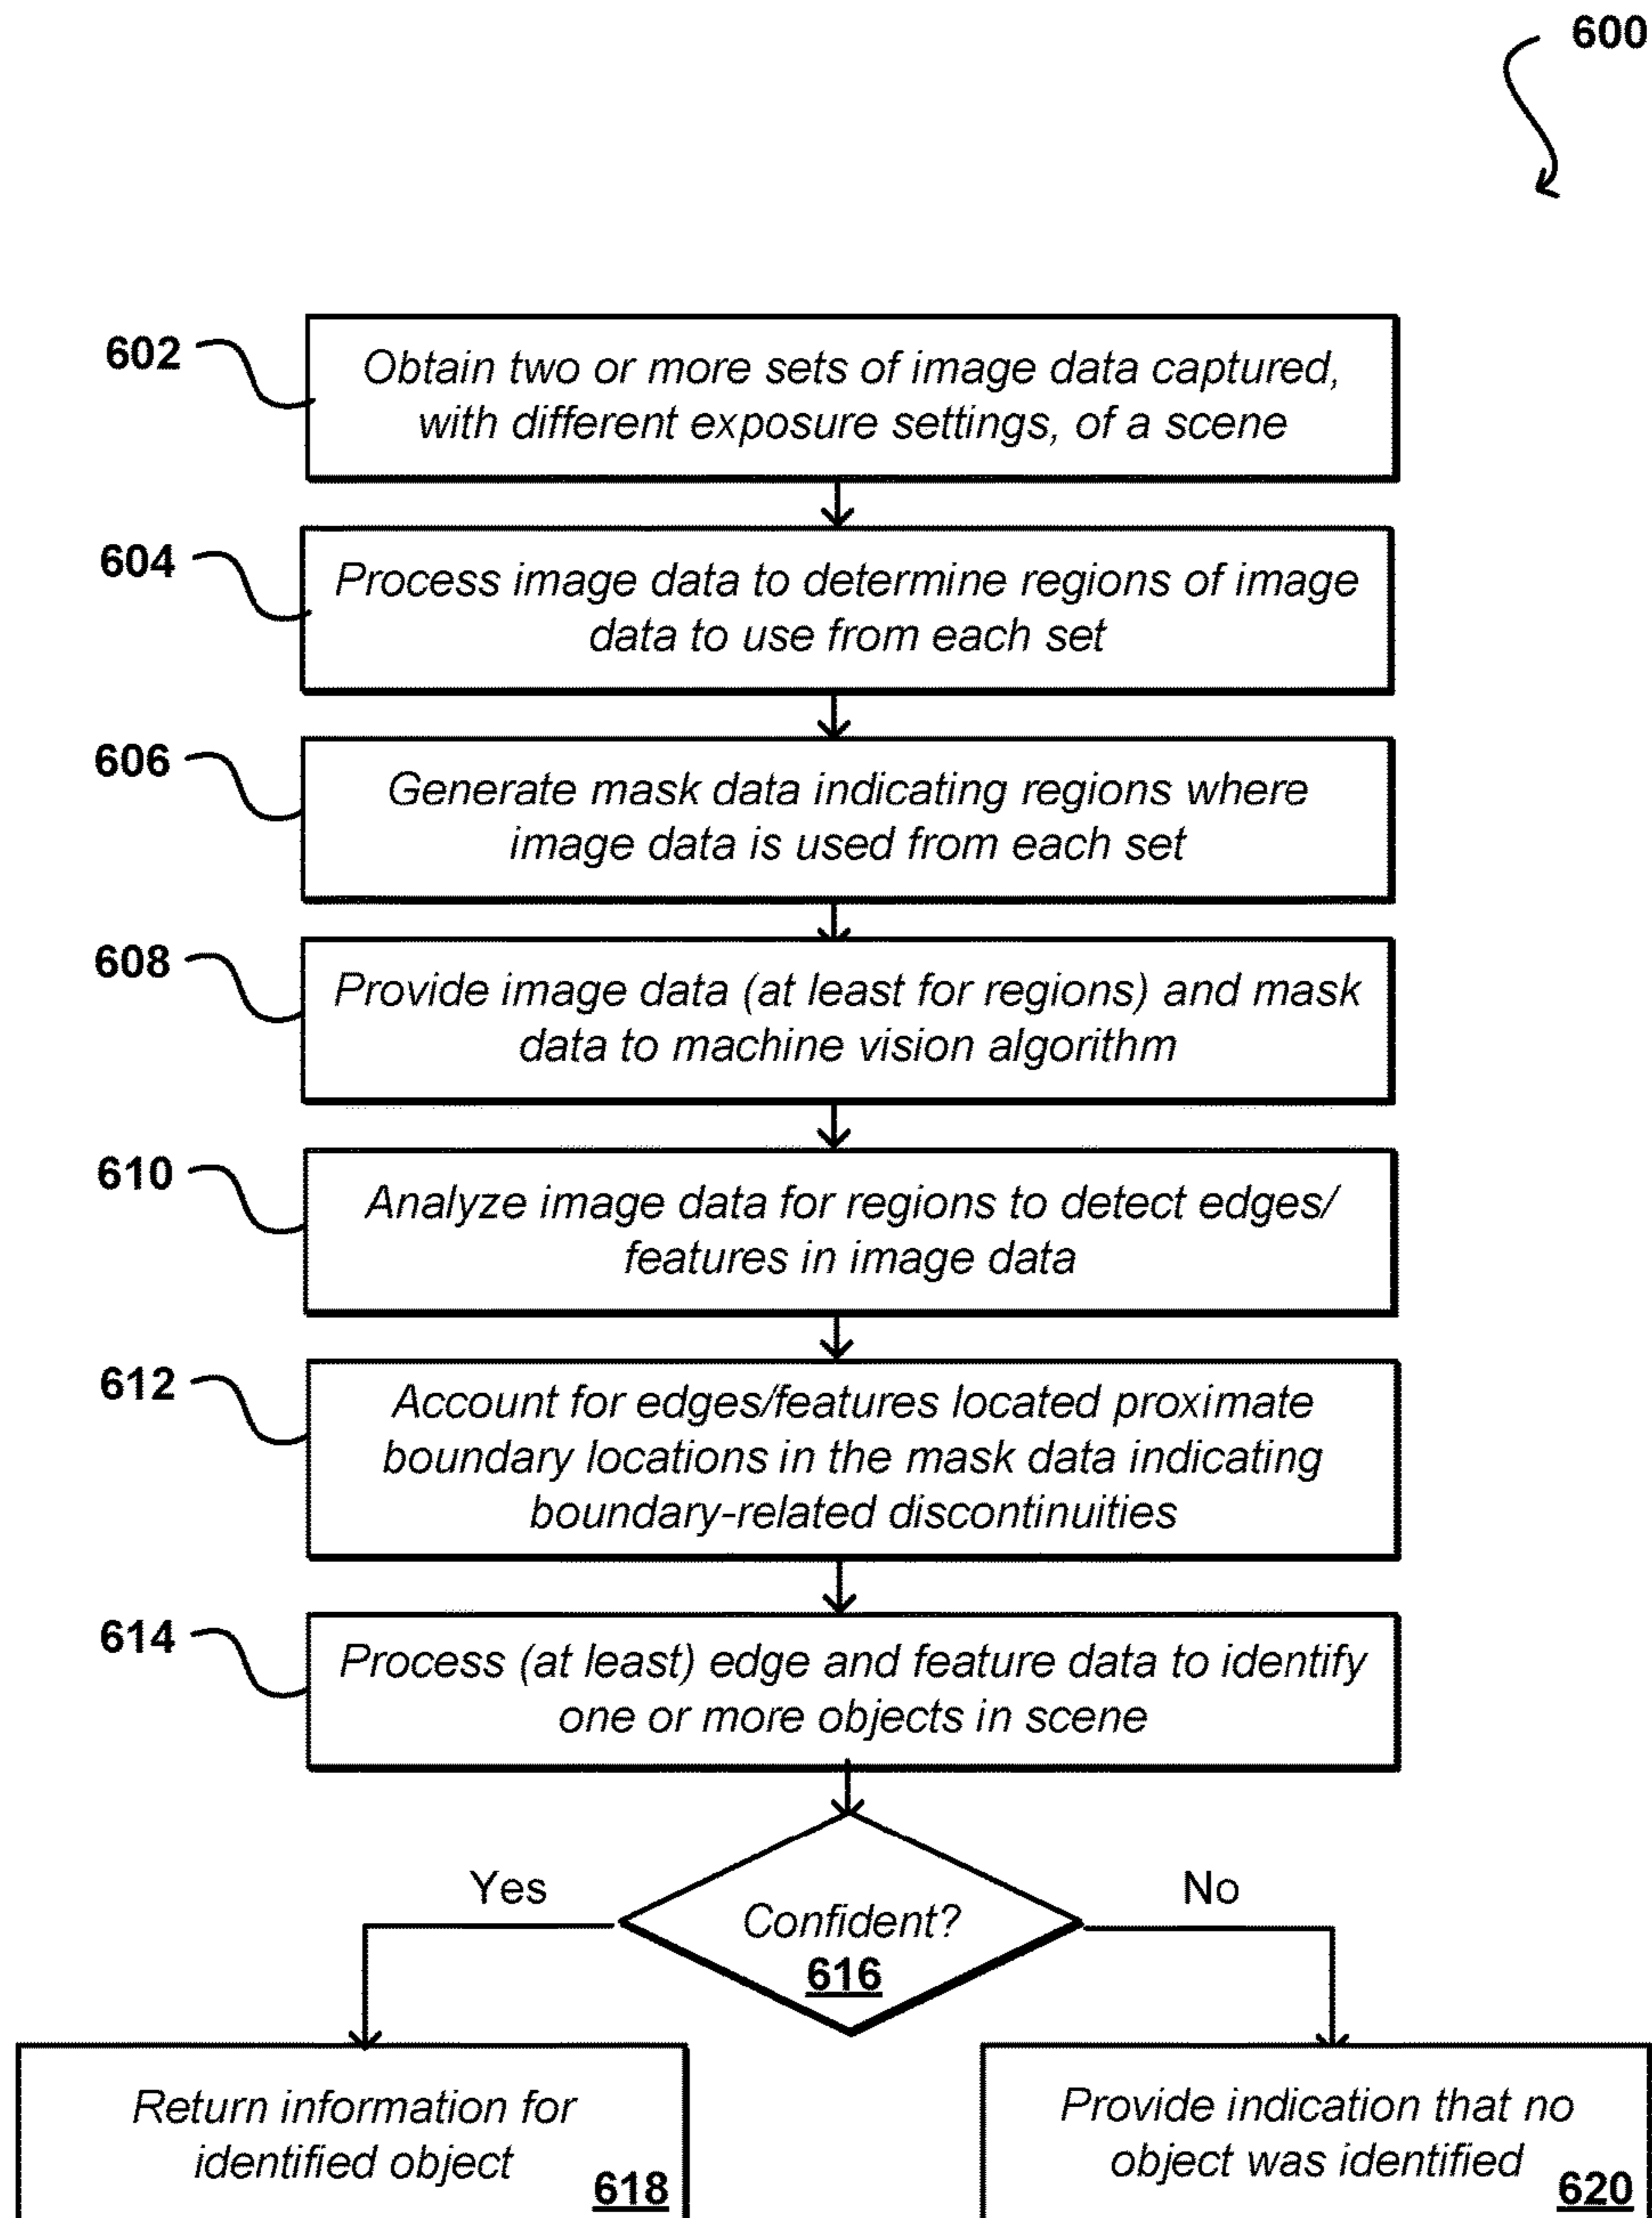 600
602
Obtain two or more sets of image data captured,
with different exposure settings, of a scene
604
Process image data to determine regions of image
data to use from each set
606
Generate mask data indicating regions where
image data is used from each set
608
Provide image data (at least for regions) and mask
data to machine vision algorithm
610
Analyze image data for regions to detect edges/
features in image data
612
Account for edges/features located proximate
boundary locations in the mask data indicating
boundary-related discontinuities
614
Process (at least) edge and feature data to identify
one or more objects in scene
Yes
No
Confident?
616
Return information for
identified object
618
Provide indication that no
object was identified
620